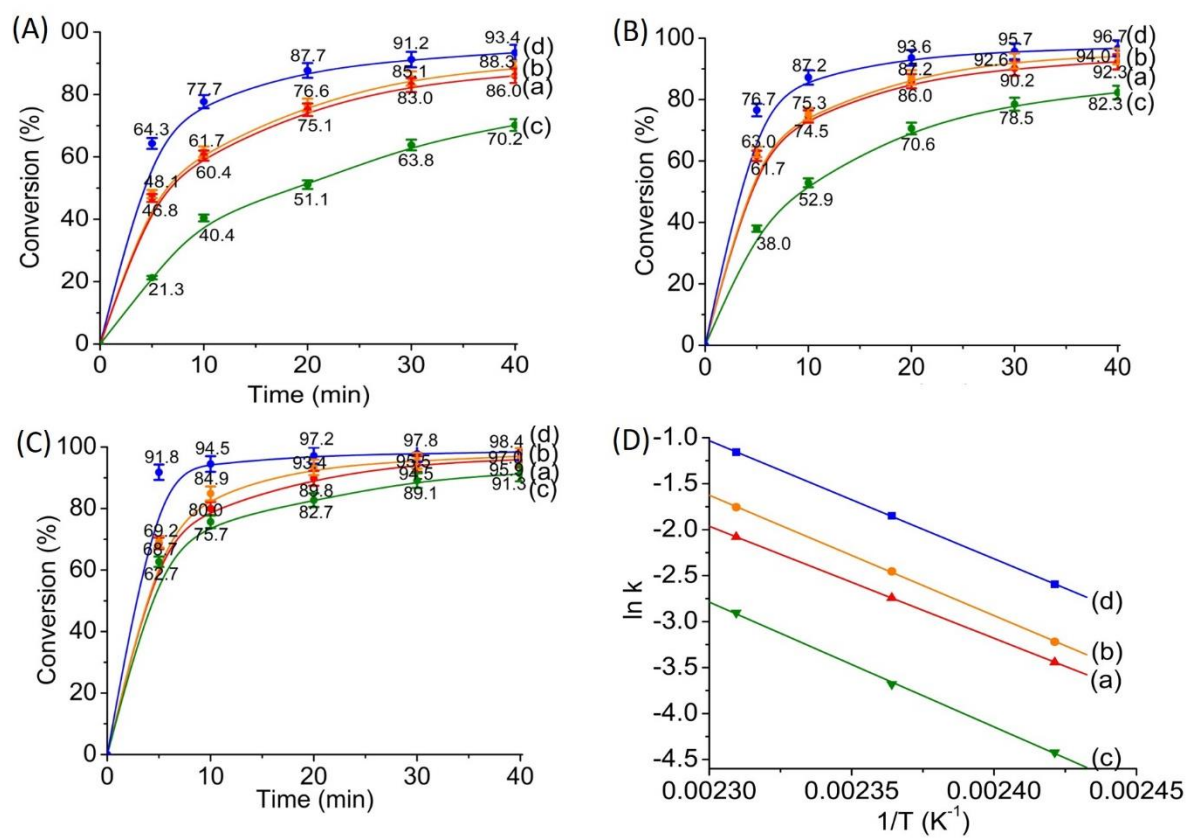 (A)
Conversion (%)
00
80
60
40
20
0
0 10 20 30 40
Time (min)
64.3 77.7 87.7 91.2 93.4 (d)
48.1 61.7 76.6 85.1 88.3 (b)
46.8 60.4 75.1 83.0 86.0 (a)
21.3 40.4 51.1 63.8 70.2 (c)
(B)
Conversion (%)
100
80
60
40
20
0
0 10 20 30 40
Time (min)
76.7 87.2 93.6 95.7 96.7 (d)
63.0 75.3 87.2 92.6 94.0 (b)
61.7 74.5 86.0 90.2 92.3 (a)
38.0 52.9 70.6 78.5 82.3 (c)
(C)
Conversion (%)
100
80
60
40
20
0
0 10 20 30 40
Time (min)
91.8 94.5 97.2 97.8 98.4 (d)
69.2 84.9 93.4 97.0 (b)
68.7 80.0 89.8 94.5 (a)
62.7 75.7 82.7 89.1 91.3 (c)
(D)
ln k
-1.0
-1.5
-2.0
-2.5
-3.0
-3.5
-4.0
-4.5
0.00230 0.00235 0.00240 0.00245
1/T (K⁻¹)
(d)
(b)
(a)
(c)